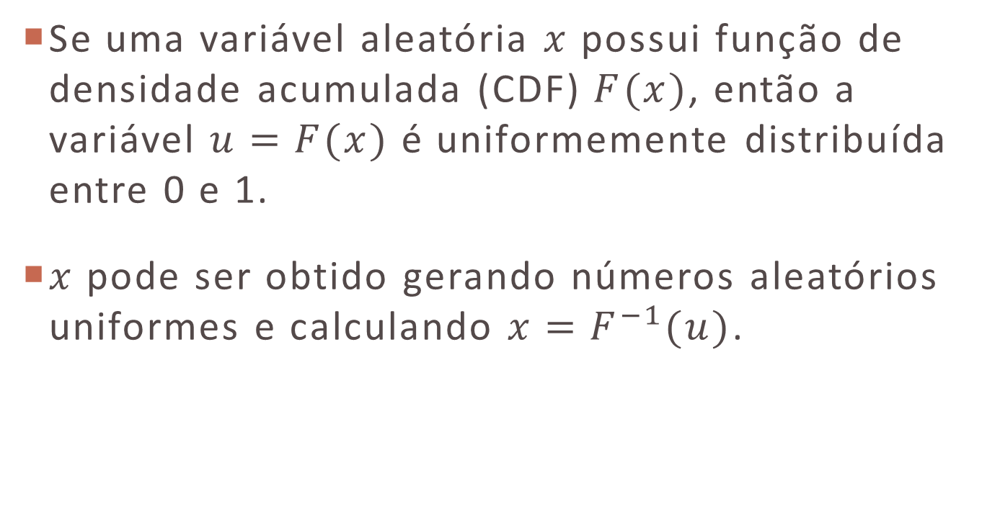 ▪Se uma variável aleatória x possui função de
densidade acumulada (CDF) F(x), então a
variável u = F(x) é uniformemente distribuída
entre 0 e 1.
▪x pode ser obtido gerando números aleatórios
uniformes e calculando x = F⁻¹(u).